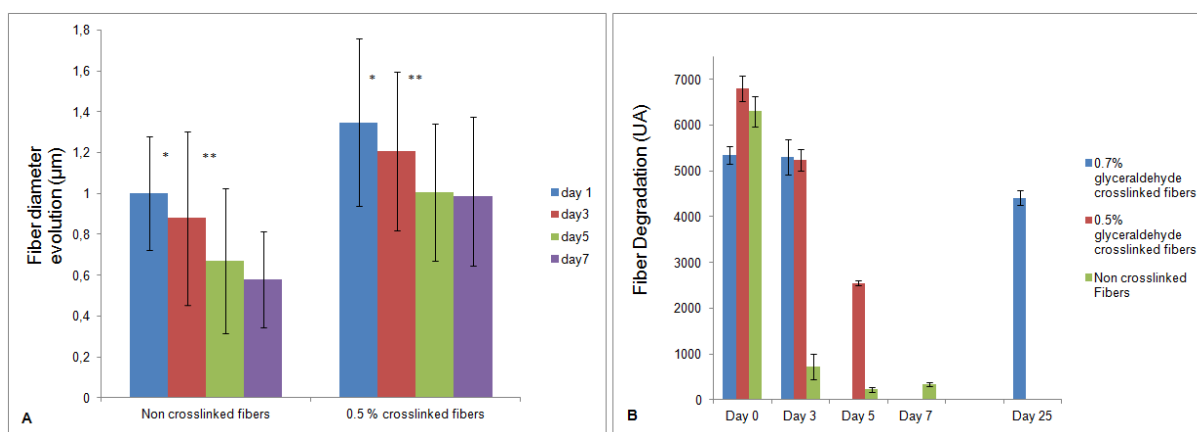 Fiber diameter
evolution (µm)
1,8
1,6
1,4
1,2
1
0,8
0,6
0,4
0,2
0
* ** * **
Non crosslinked fibers 0.5 % crosslinked fibers
A
day 1
day3
day5
day7
Fiber Degradation (UA)
7000
6000
5000
4000
3000
2000
1000
0
Day 0 Day 3 Day 5 Day 7 Day 25
B
0.7%
glyceraldehyde
crosslinked fibers
0.5%
glyceraldehyde
crosslinked fibers
Non crosslinked
Fibers